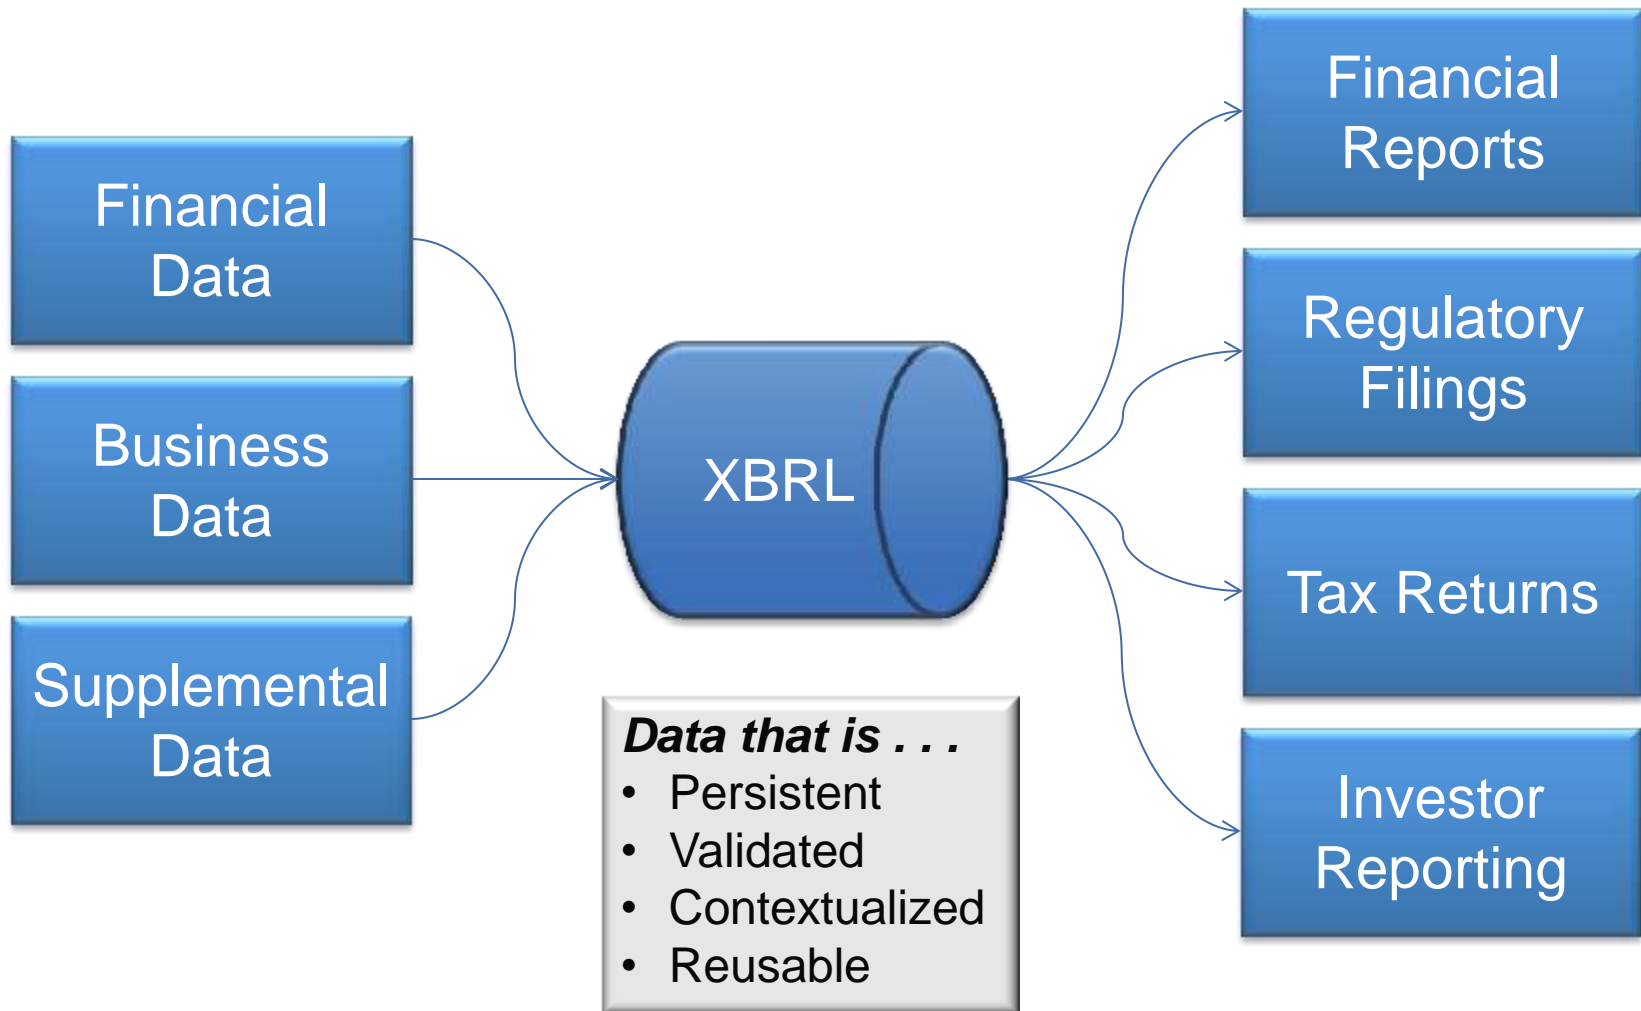 Financial
Data
Business
Data
Supplemental
Data
XBRL
Data that is . . .
• Persistent
• Validated
• Contextualized
• Reusable
Financial
Reports
Regulatory
Filings
Tax Returns
Investor
Reporting